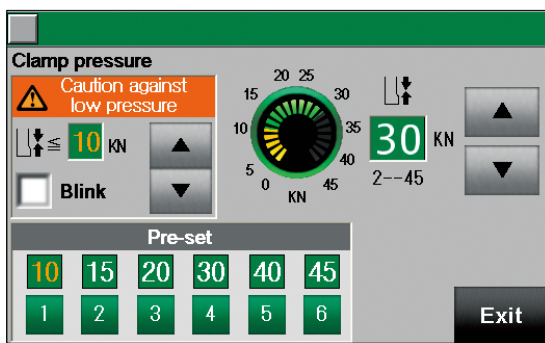 Clamp pressure
Caution against
low pressure
≦ 10 KN
Blink
0
5
10
15
20
25
30
35
40
45
KN
30 KN
2--45
Pre-set
10 15 20 30 40 45
1 2 3 4 5 6
Exit